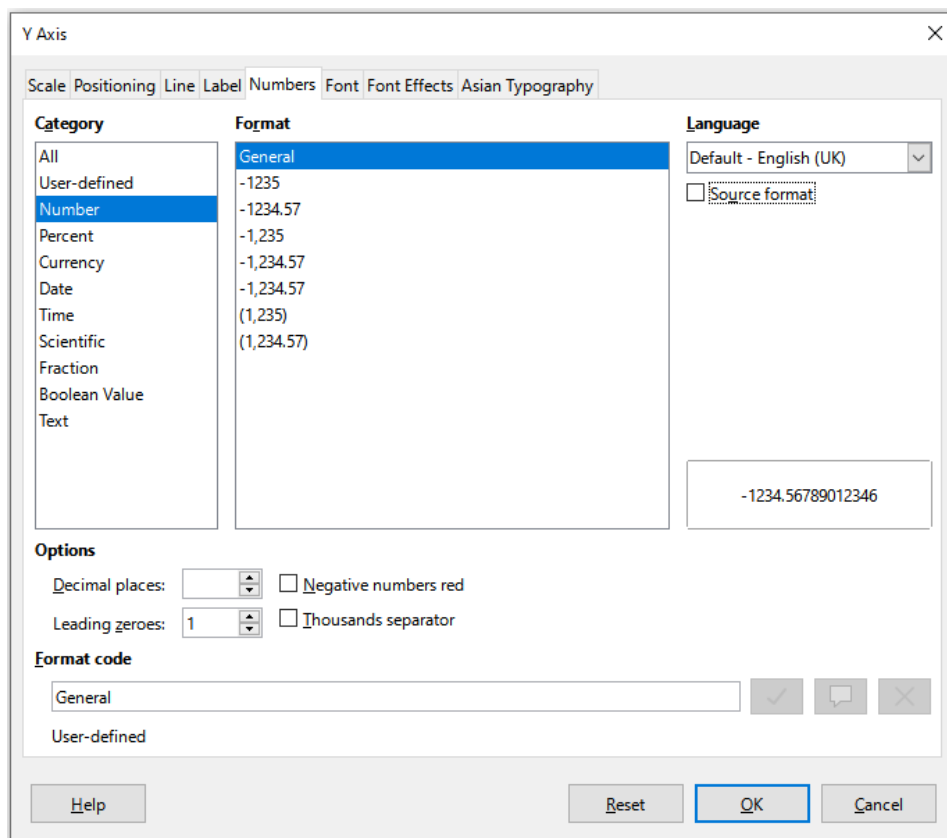 Y Axis
Scale Positioning Line Label Numbers Font Font Effects Asian Typography
Category
All
User-defined
Number
Percent
Currency
Date
Time
Scientific
Fraction
Boolean Value
Text
Format
General
-1235
-1234.57
-1,235
-1,234.57
-1,234.57
(1,235)
(1,234.57)
Language
Default - English (UK)
Source format
-1234.56789012346
Options
Decimal places:
Negative numbers red
Leading zeroes: 1
Thousands separator
Format code
General
User-defined
Help Reset OK Cancel